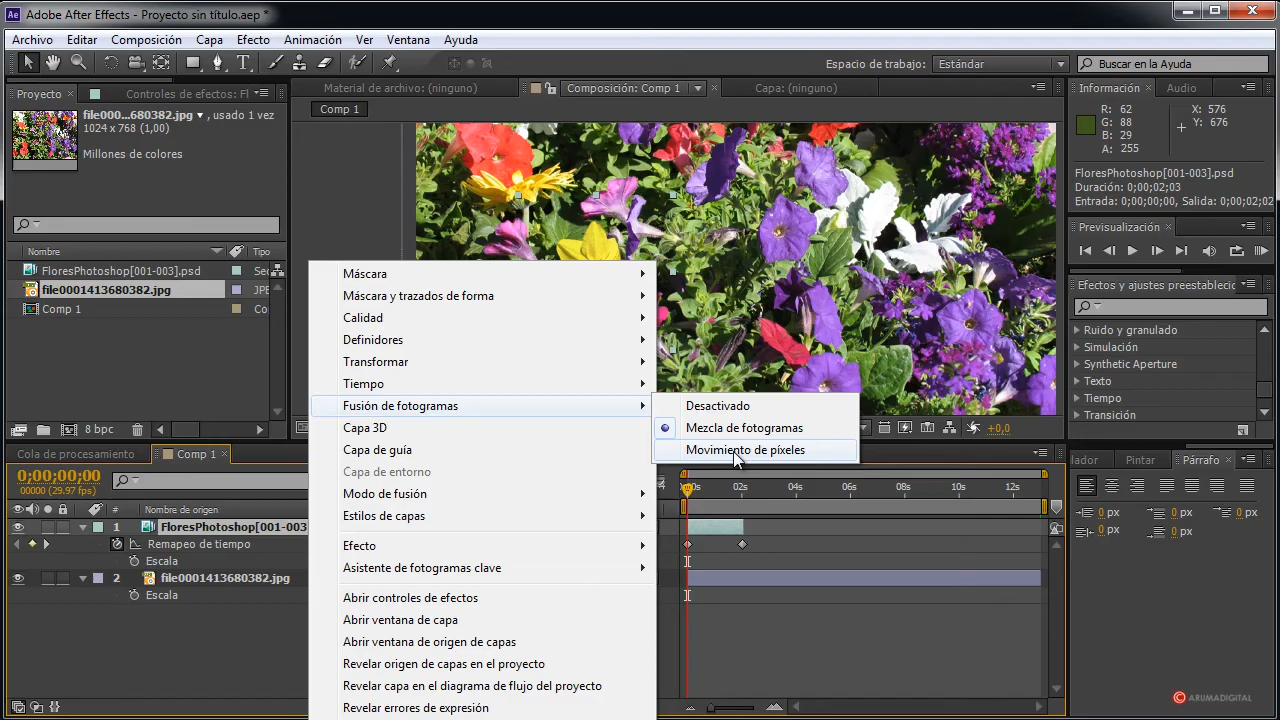 Ae Adobe After Effects - Proyecto sin título.aep *
Archivo Editar Composición Capa Efecto Animación Ver Ventana Ayuda
Espacio de trabajo: Estándar Buscar en la Ayuda
Proyecto Controles de efectos: Fl
Material de archivo: (ninguno) Composición: Comp 1 Capa: (ninguno)
Información Audio
Comp 1
file000...680382.jpg ▼, usado 1 vez
1024 x 768 (1,00)
Millones de colores
R: 62 X: 576
G: 88 Y: 676
B: 29
A: 255
FloresPhotoshop[001-003].psd
Duración: 0;00;02;03
Entrada: 0;00;00;00, Salida: 0;00;02;02
Previsualización
Nombre Tipo
FloresPhotoshop[001-003].psd Se
file0001413680382.jpg JPE
Comp 1 Co
Efectos y ajustes preestablecio
Ruido y granulado
Simulación
Synthetic Aperture
Texto
Tiempo
Transición
8 bpc
+0,0
Máscara
Máscara y trazados de forma
Calidad
Definidores
Transformar
Tiempo
Fusión de fotogramas
Capa 3D
Capa de guía
Capa de entorno
Modo de fusión
Estilos de capas
Efecto
Asistente de fotogramas clave
Abrir controles de efectos
Abrir ventana de capa
Abrir ventana de origen de capas
Revelar origen de capas en el proyecto
Revelar capa en el diagrama de flujo del proyecto
Revelar errores de expresión
Desactivado
Mezcla de fotogramas
Movimiento de píxeles
Cola de procesamiento Comp 1
0;00;00;00
00000 (29.97 fps)
# Nombre de origen
1 FloresPhotoshop[001-003
Remapeo de tiempo
Escala
2 file0001413680382.jpg
Escala
:00s 02s 04s 06s 08s 10s 12s
lador Pintar Párrafo
0 px 0 px 0 px
0 px 0 px
© ARUMADIGITAL